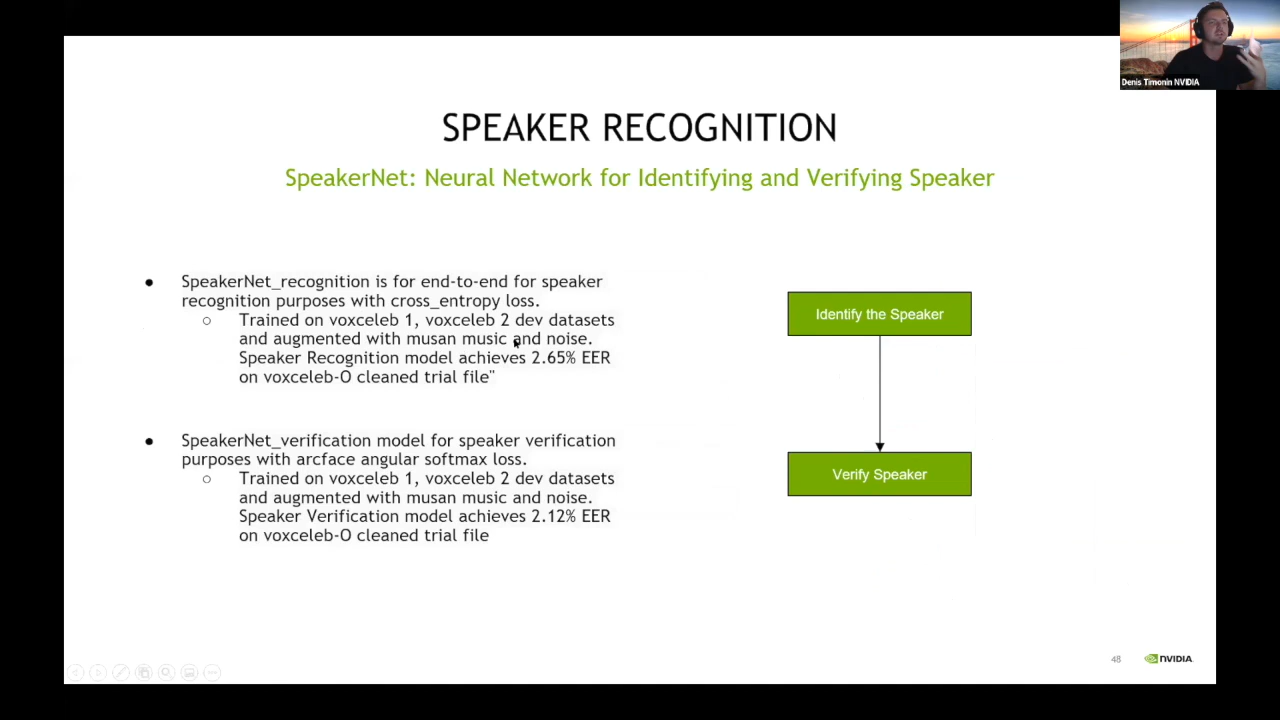 Denis Timonin NVIDIA
SPEAKER RECOGNITION
SpeakerNet: Neural Network for Identifying and Verifying Speaker
● SpeakerNet_recognition is for end-to-end for speaker
recognition purposes with cross_entropy loss.
○ Trained on voxceleb 1, voxceleb 2 dev datasets
and augmented with musan music and noise.
Speaker Recognition model achieves 2.65% EER
on voxceleb-O cleaned trial file"
● SpeakerNet_verification model for speaker verification
purposes with arcface angular softmax loss.
○ Trained on voxceleb 1, voxceleb 2 dev datasets
and augmented with musan music and noise.
Speaker Verification model achieves 2.12% EER
on voxceleb-O cleaned trial file
Identify the Speaker
Verify Speaker
48
NVIDIA